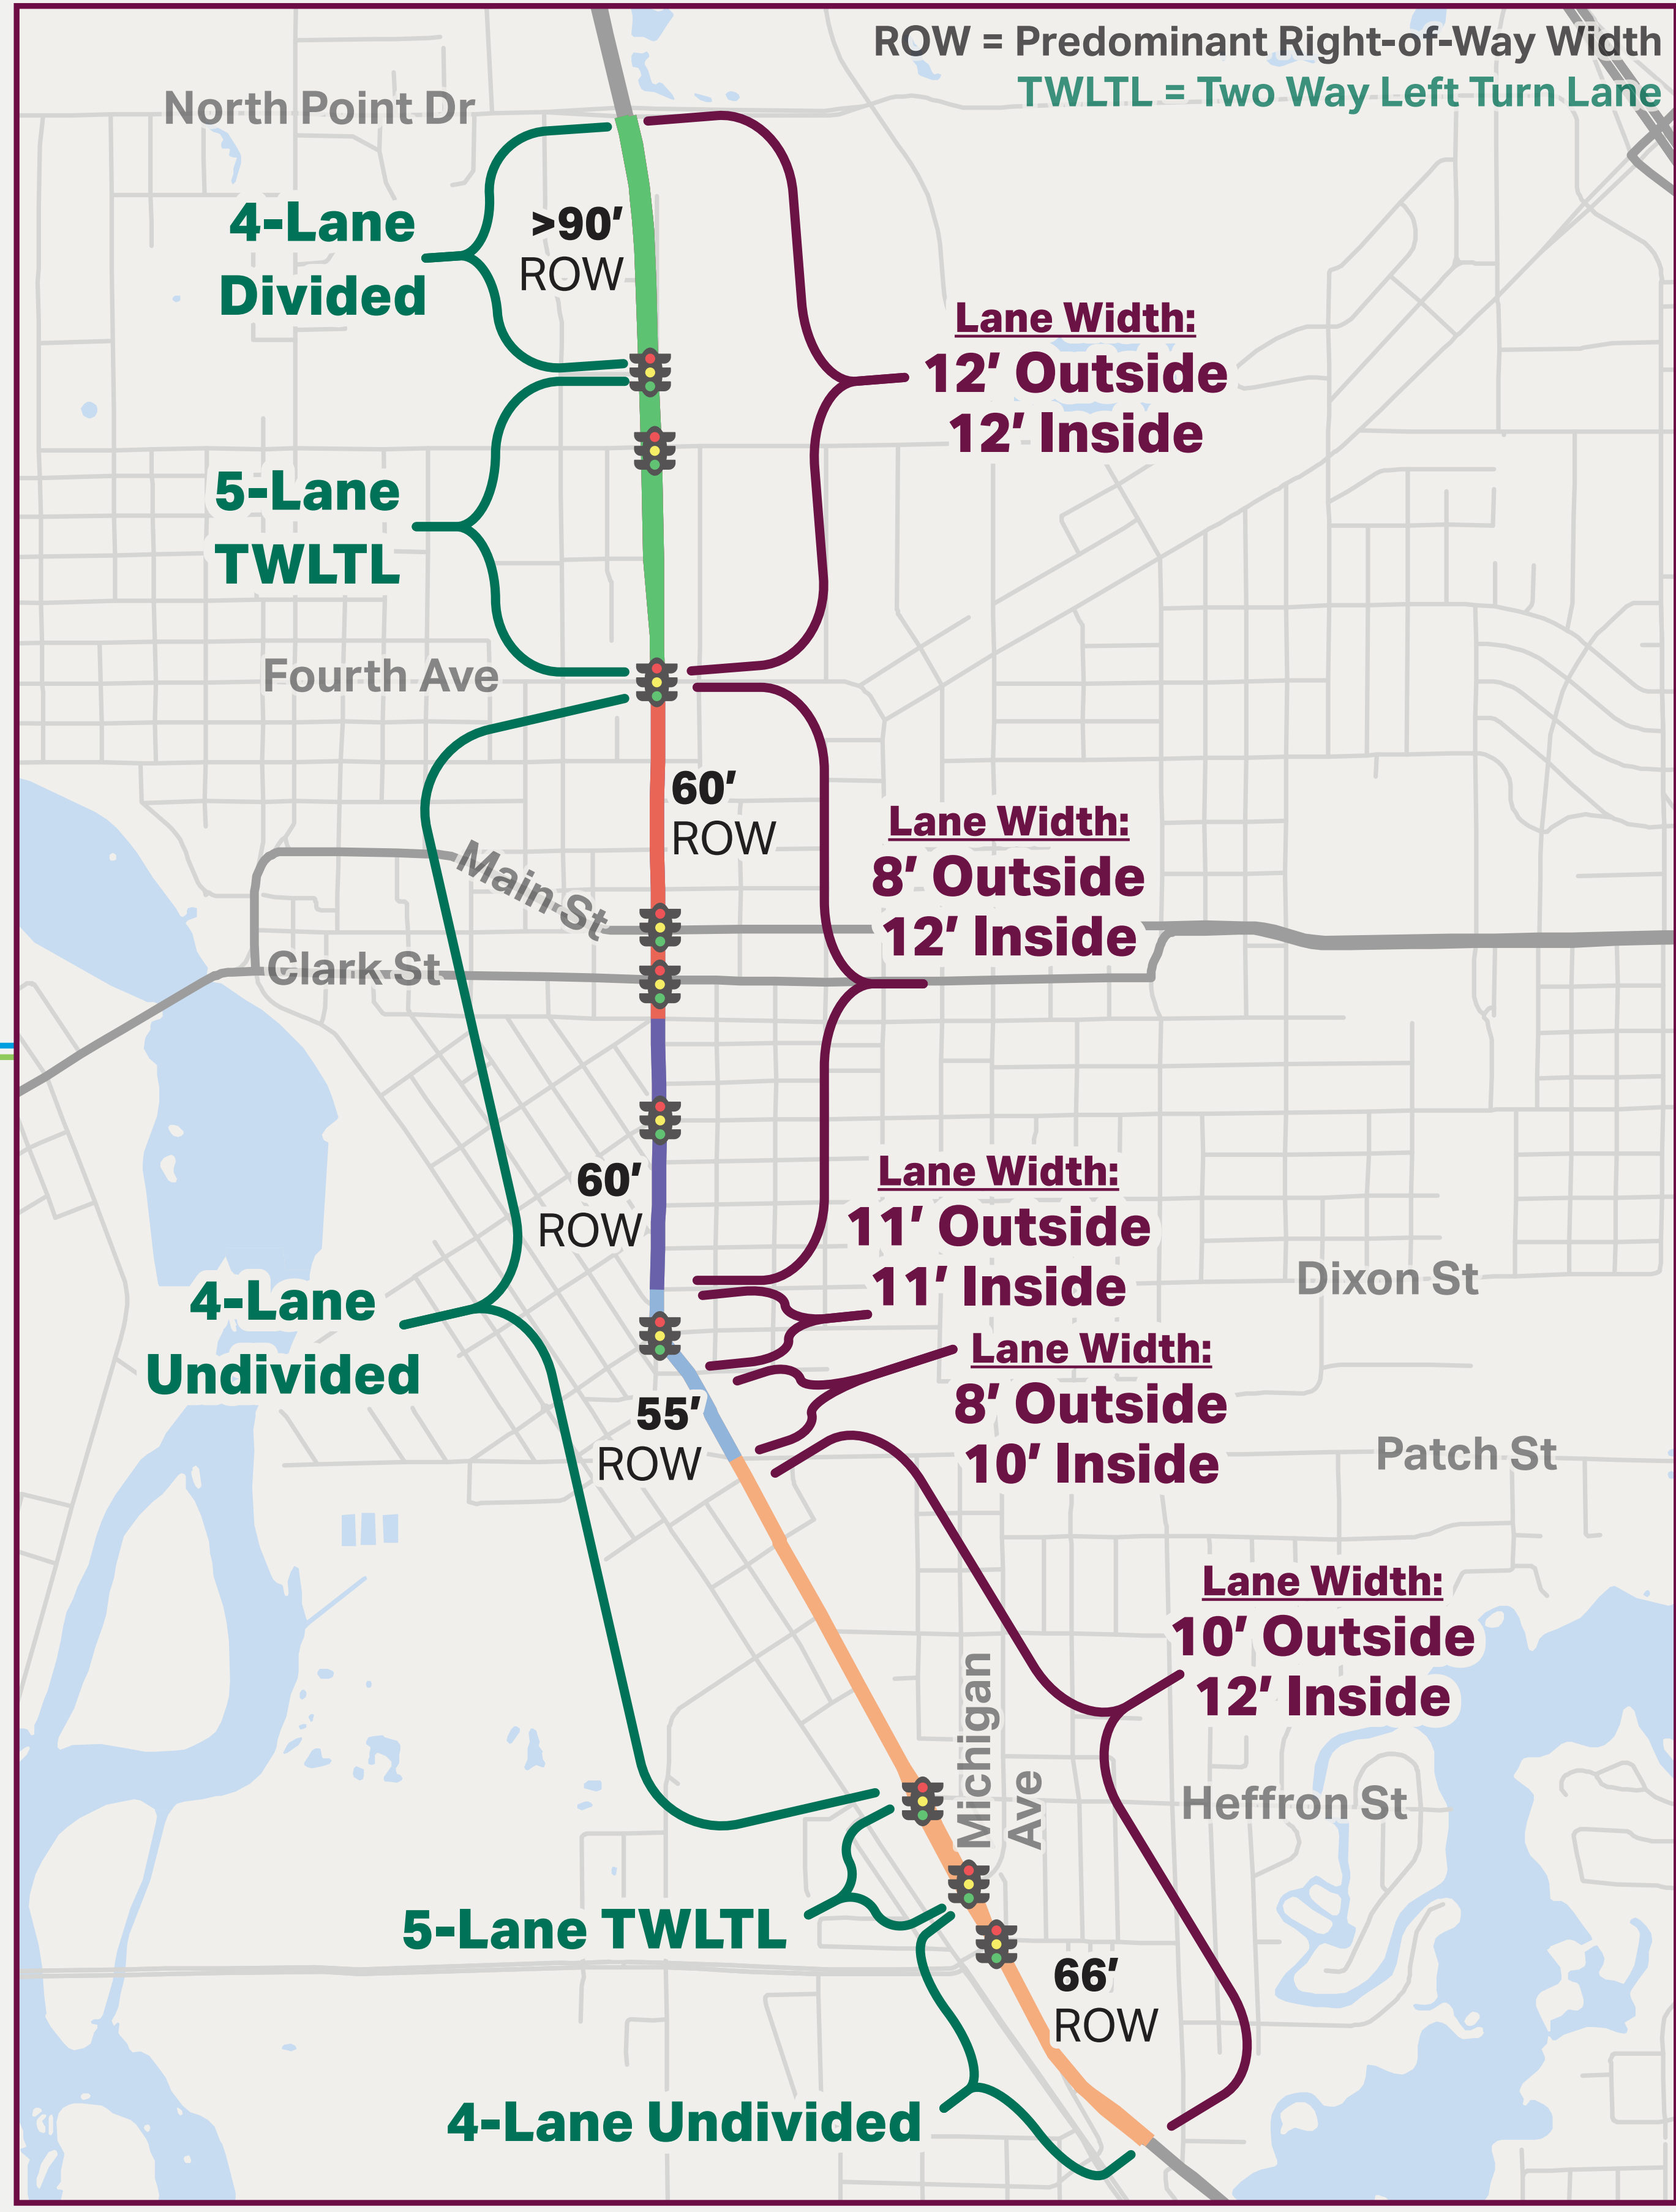 ROW = Predominant Right-of-Way Width
TWLTL = Two Way Left Turn Lane
North Point Dr
4-Lane
Divided
>90′
ROW
Lane Width:
12′ Outside
12′ Inside
5-Lane
TWLTL
Fourth Ave
60′
ROW
Lane Width:
8′ Outside
12′ Inside
Main St
Clark St
60′
ROW
Lane Width:
11′ Outside
11′ Inside
Dixon St
4-Lane
Undivided
Lane Width:
8′ Outside
10′ Inside
55′
ROW
Patch St
Lane Width:
10′ Outside
12′ Inside
Michigan
Ave
Heffron St
5-Lane TWLTL
66′
ROW
4-Lane Undivided